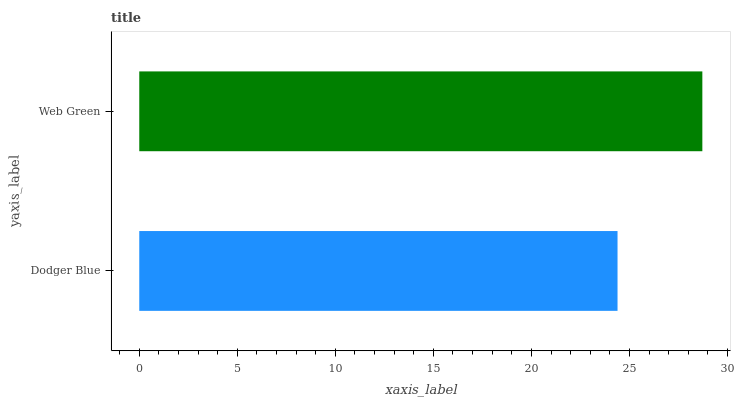 title
Web Green
Dodger Blue
yaxis_label
0 5 10 15 20 25 30
xaxis_label